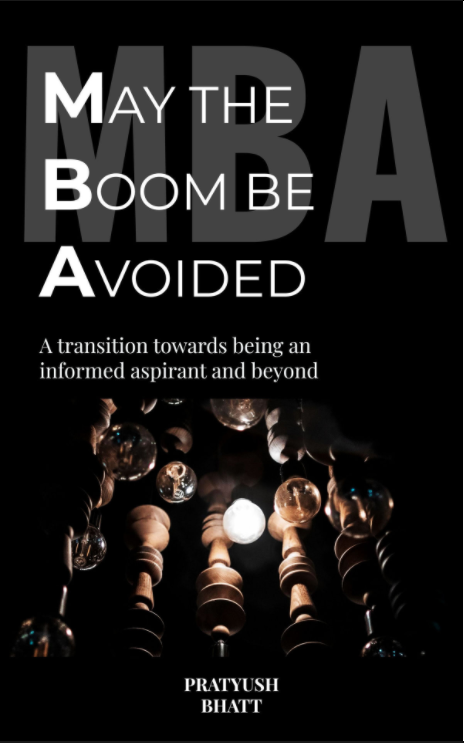 MBA
MAY THE
BOOM BE
AVOIDED
A transition towards being an
informed aspirant and beyond
PRATYUSH
BHATT